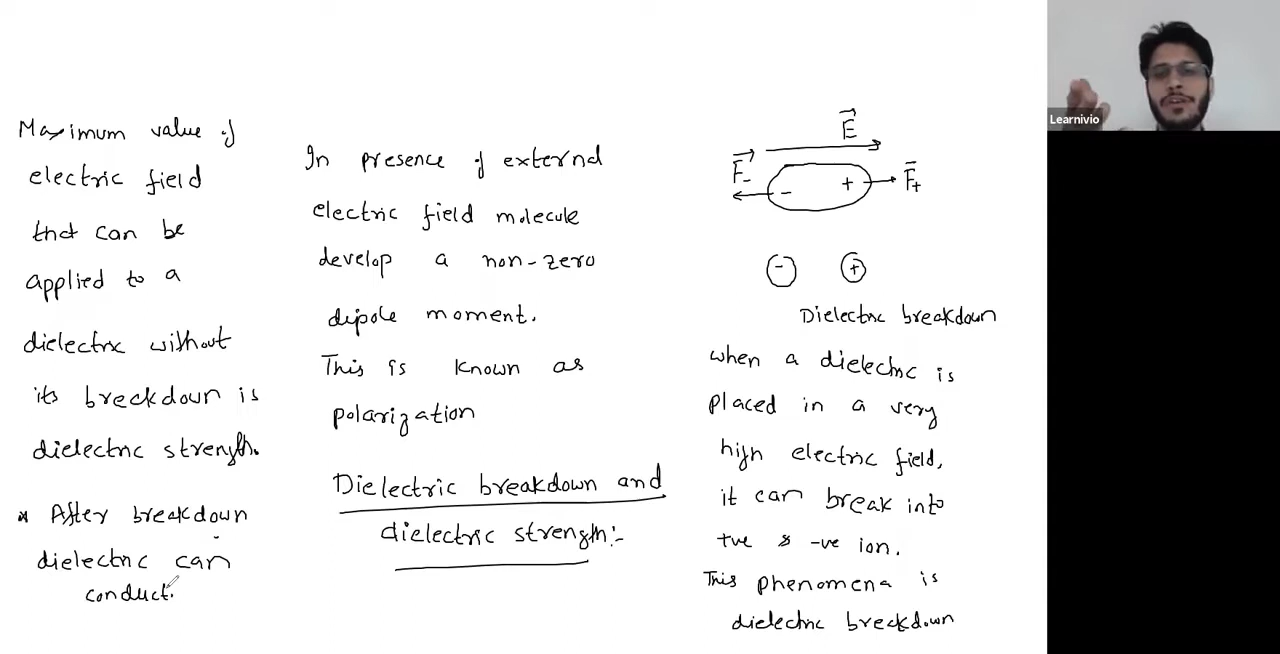 Maximum value of
electric field
that can be
applied to a
dielectric without
its breakdown is
dielectric strength.
* After breakdown
dielectric can
conduct.
In presence of external
electric field molecule
develop a non-zero
dipole moment.
This is known as
polarization
Dielectric breakdown and
dielectric strength:-
E
F-
- +
F+
- +
Dielectric breakdown
when a dielectric is
placed in a very
high electric field,
it can break into
+ve & -ve ion.
This phenomena is
dielectric breakdown
Learnivio